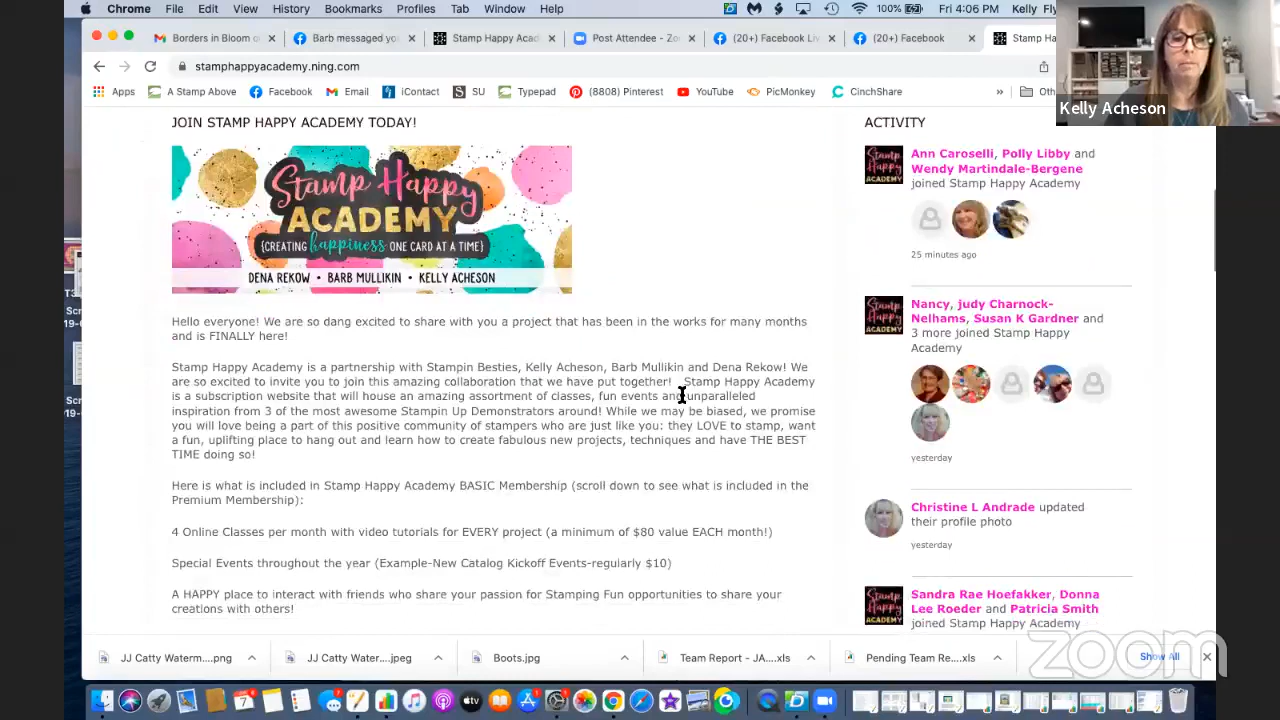 Chrome File Edit View History Bookmarks Profiles Tab Window Help 100% Fri 4:06 PM Kelly Fly
Borders in Bloom o Barb messaged yo Stamp Happy Aca Post Attendee - Zo (20+) Facebook Liv (20+) Facebook Stamp Ha
stamphappyacademy.ning.com
Apps A Stamp Above Facebook Email iContact SU Typepad (8808) Pinterest YouTube PicMonkey CinchShare » Oth
Kelly Acheson
JOIN STAMP HAPPY ACADEMY TODAY!
Stamp Happy
ACADEMY
{CREATING happiness ONE CARD AT A TIME}
DENA REKOW • BARB MULLIKIN • KELLY ACHESON
Hello everyone! We are so dang excited to share with you a project that has been in the works for many months
and is FINALLY here!
Stamp Happy Academy is a partnership with Stampin Besties, Kelly Acheson, Barb Mullikin and Dena Rekow! We
are so excited to invite you to join this amazing collaboration that we have put together! Stamp Happy Academy
is a subscription website that will house an amazing assortment of classes, fun events and unparalleled
inspiration from 3 of the most awesome Stampin Up Demonstrators around! While we may be biased, we promise
you will love being a part of this positive community of stampers who are just like you: they LOVE to stamp, want
a fun, uplifting place to hang out and learn how to create fabulous new projects, techniques and have THE BEST
TIME doing so!
Here is what is included in Stamp Happy Academy BASIC Membership (scroll down to see what is included in the
Premium Membership):
4 Online Classes per month with video tutorials for EVERY project (a minimum of $80 value EACH month!)
Special Events throughout the year (Example-New Catalog Kickoff Events-regularly $10)
A HAPPY place to interact with friends who share your passion for Stamping Fun opportunities to share your
creations with others!
ACTIVITY
Ann Caroselli, Polly Libby and
Wendy Martindale-Bergene
joined Stamp Happy Academy
25 minutes ago
Nancy, judy Charnock-
Nelhams, Susan K Gardner and
3 more joined Stamp Happy
Academy
yesterday
Christine L Andrade updated
their profile photo
yesterday
Sandra Rae Hoefakker, Donna
Lee Roeder and Patricia Smith
joined Stamp Happy Academy
JJ Catty Waterm....png JJ Catty Water....jpeg Boots.jpg Team Report - JA....xls Pending Team Re....xls Show All
zoom